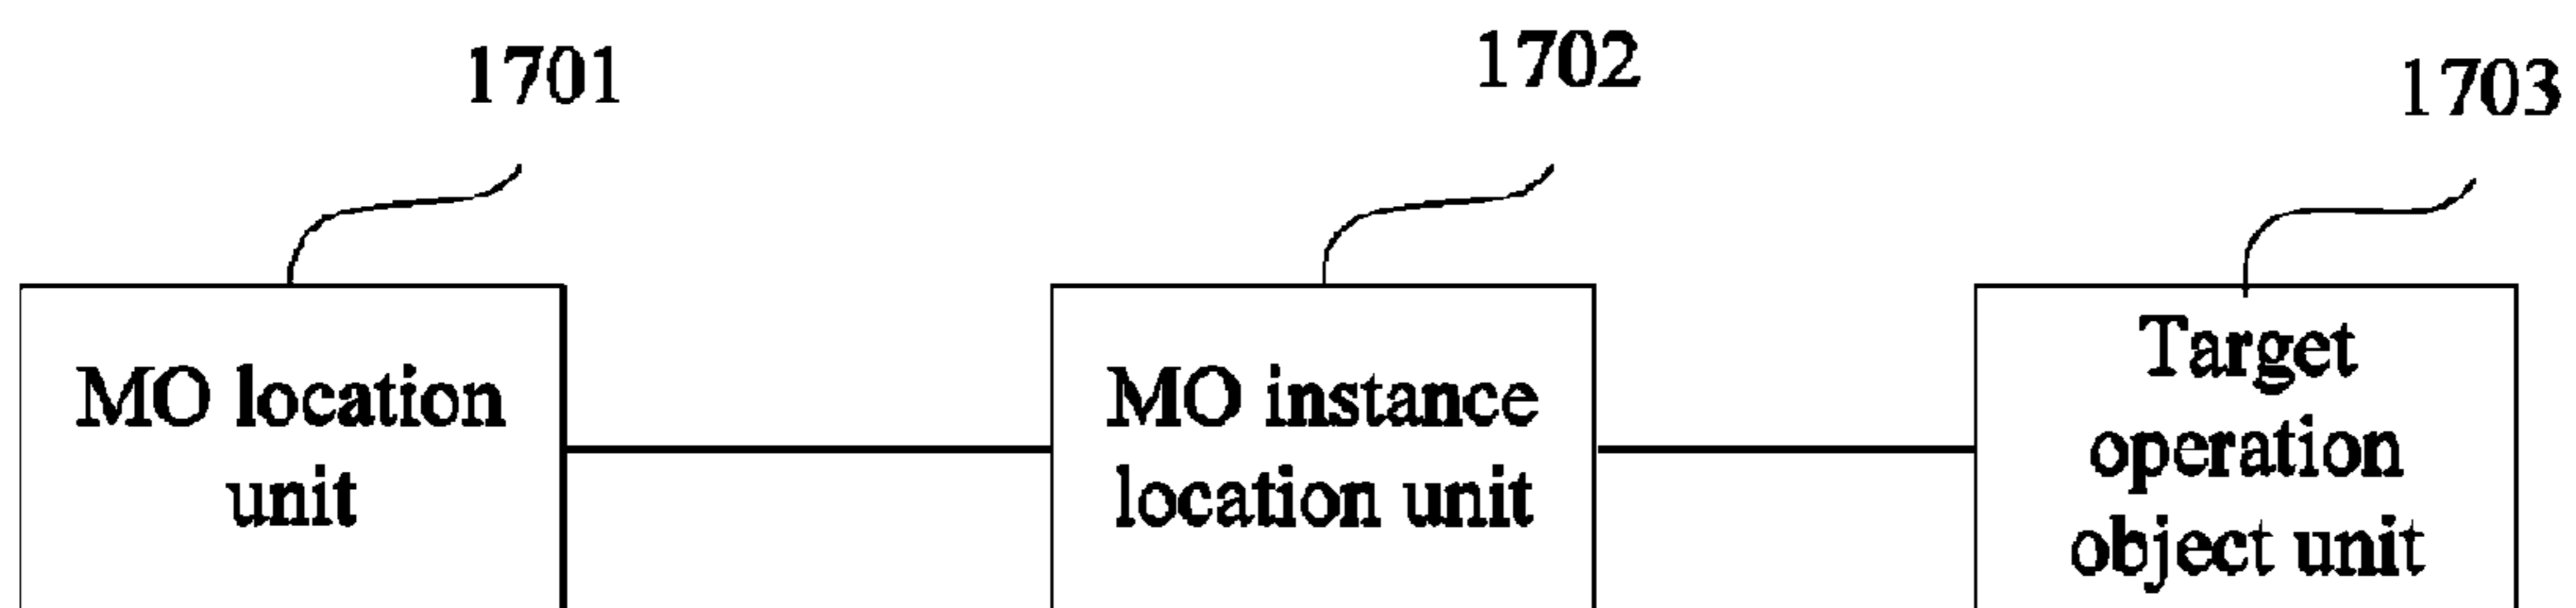 1701
1702
1703
MO location
unit
MO instance
location unit
Target
operation
object unit